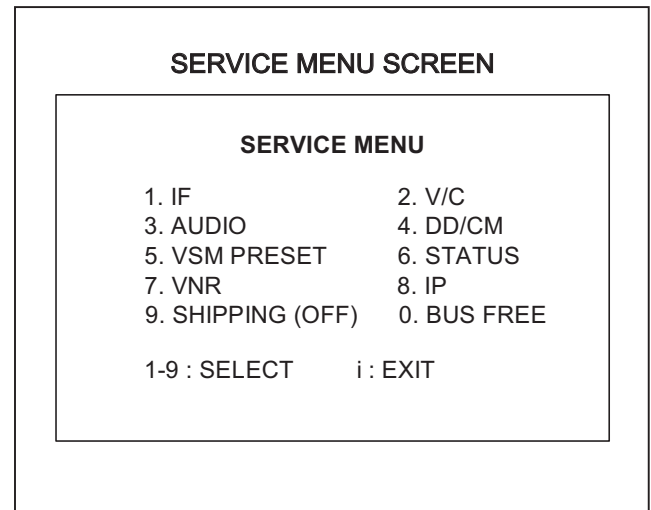 SERVICE MENU SCREEN
SERVICE MENU
1. IF 2. V/C
3. AUDIO 4. DD/CM
5. VSM PRESET 6. STATUS
7. VNR 8. IP
9. SHIPPING (OFF) 0. BUS FREE
1-9 : SELECT i : EXIT